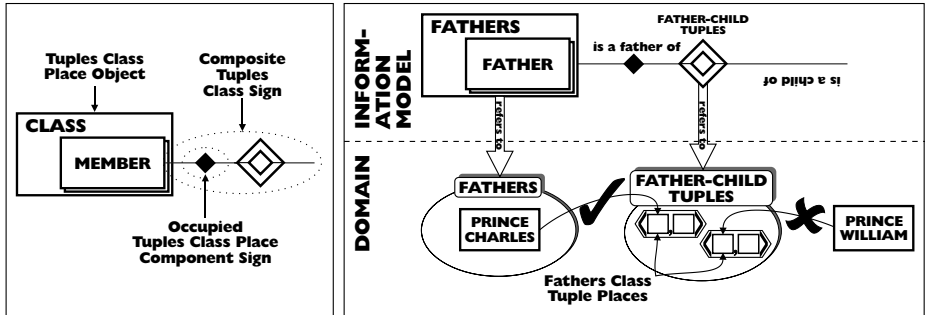 Tuples Class
Place Object
Composite
Tuples
Class Sign
CLASS
MEMBER
Occupied
Tuples Class Place
Component Sign
INFORM-
ATION
MODEL
FATHERS
FATHER
is a father of
FATHER-CHILD
TUPLES
is a child of
refers to
refers to
DOMAIN
FATHERS
PRINCE
CHARLES
FATHER-CHILD
TUPLES
, 
,
PRINCE
WILLIAM
Fathers Class
Tuple Places